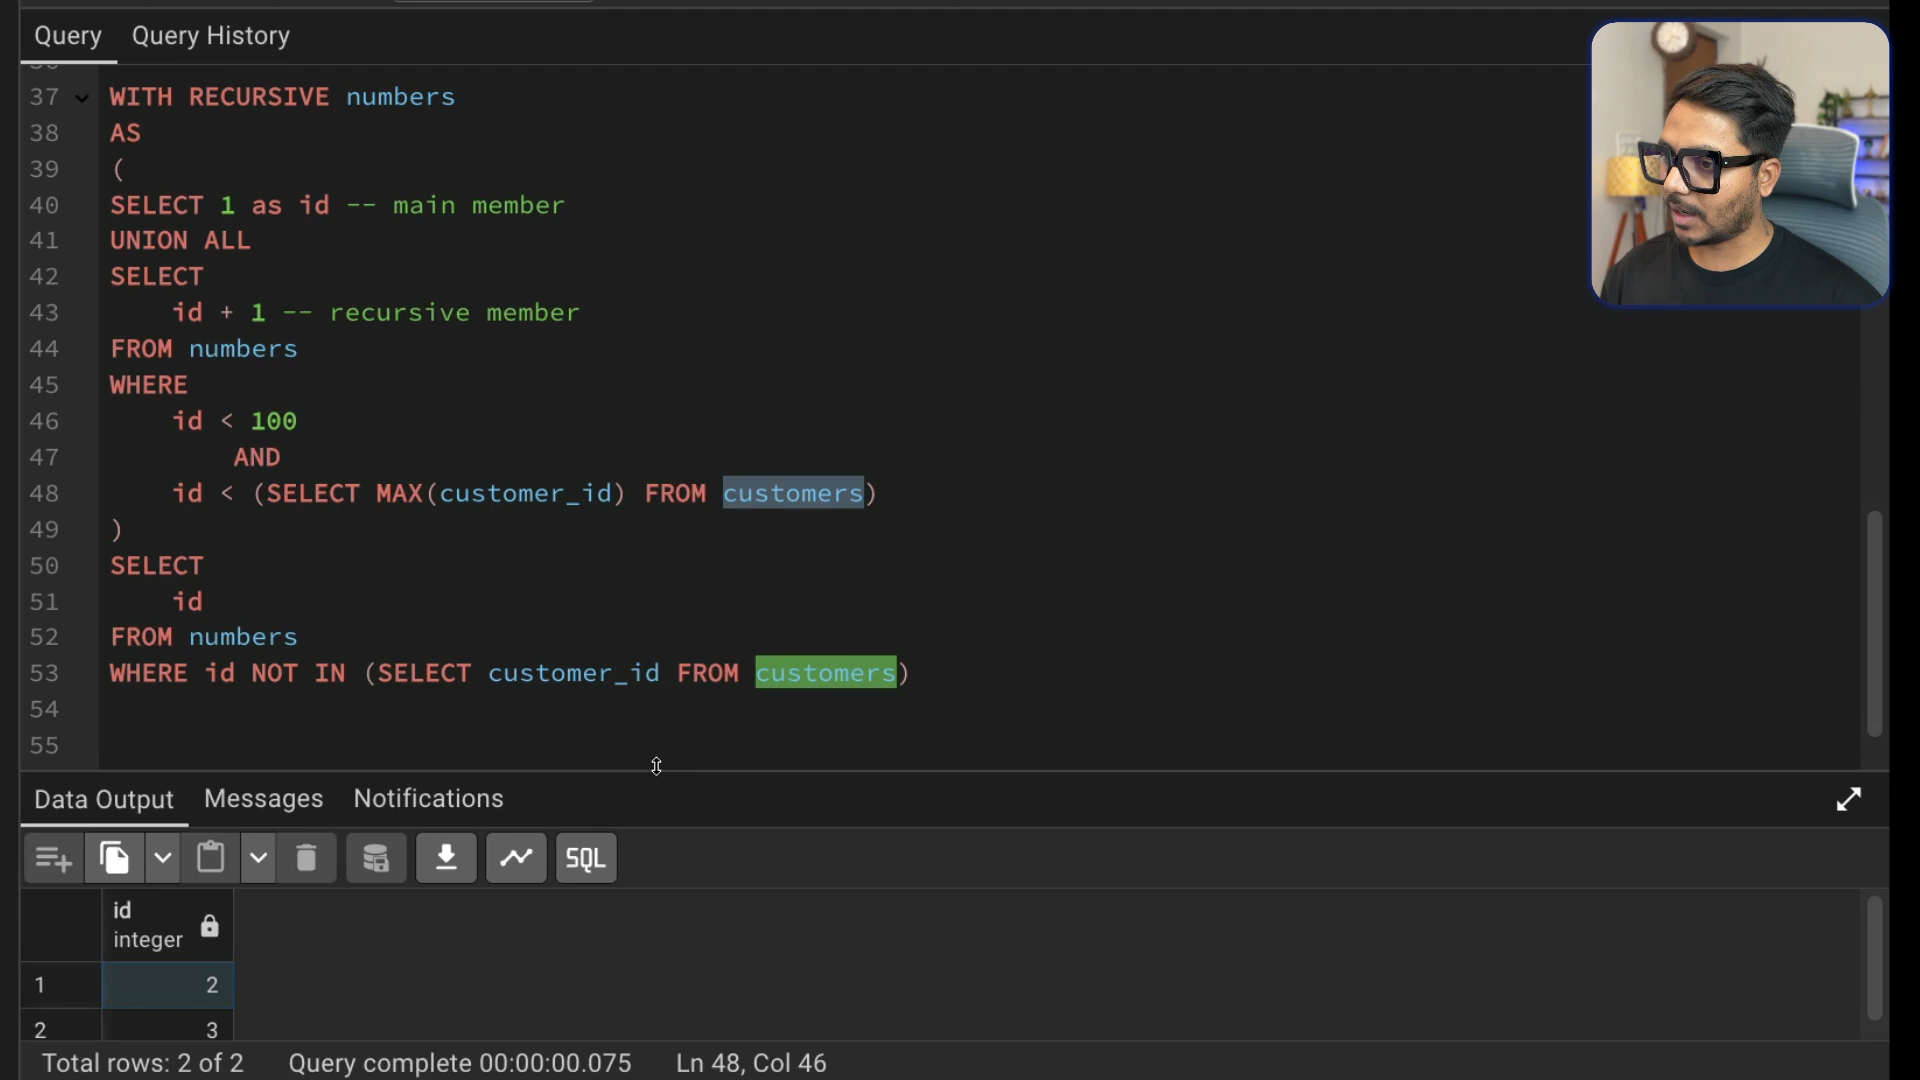 Query Query History
37 WITH RECURSIVE numbers
38 AS
39 (
40 SELECT 1 as id -- main member
41 UNION ALL
42 SELECT
43 id + 1 -- recursive member
44 FROM numbers
45 WHERE
46 id < 100
47 AND
48 id < (SELECT MAX(customer_id) FROM customers)
49 )
50 SELECT
51 id
52 FROM numbers
53 WHERE id NOT IN (SELECT customer_id FROM customers)
54
55
Data Output Messages Notifications
SQL
id
integer
1 2
2 3
Total rows: 2 of 2 Query complete 00:00:00.075 Ln 48, Col 46